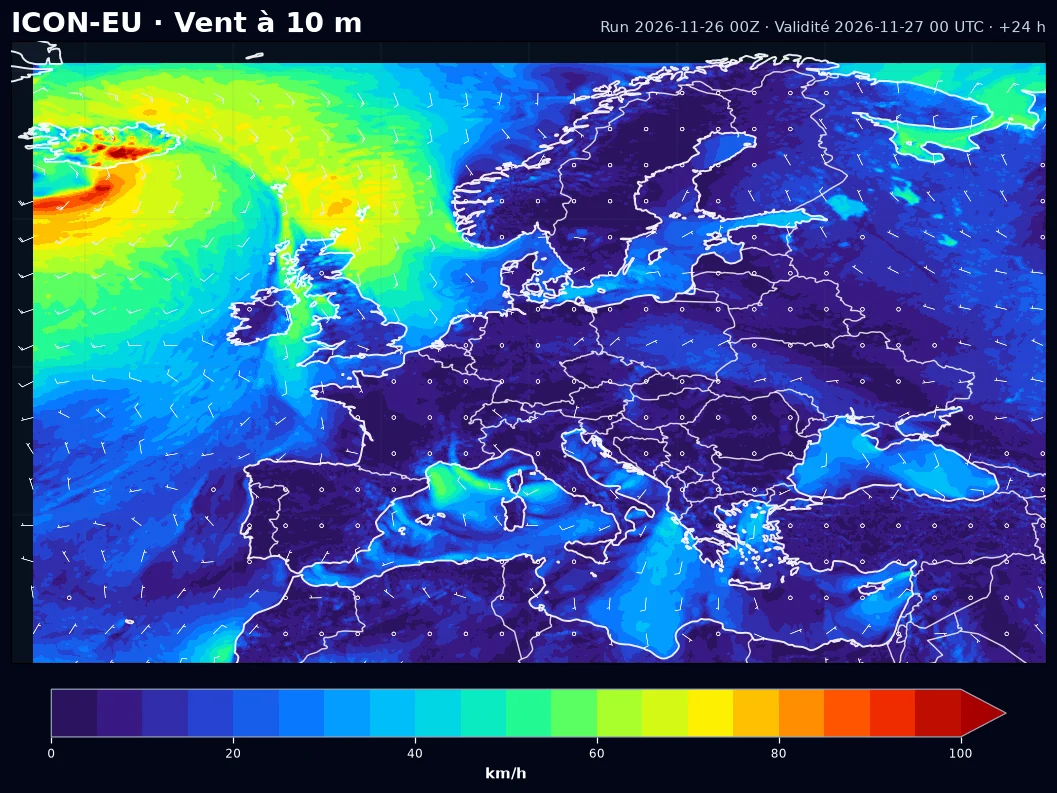 ICON-EU · Vent à 10 m
Run 2026-11-26 00Z · Validité 2026-11-27 00 UTC · +24 h
0 20 40 60 80 100
km/h